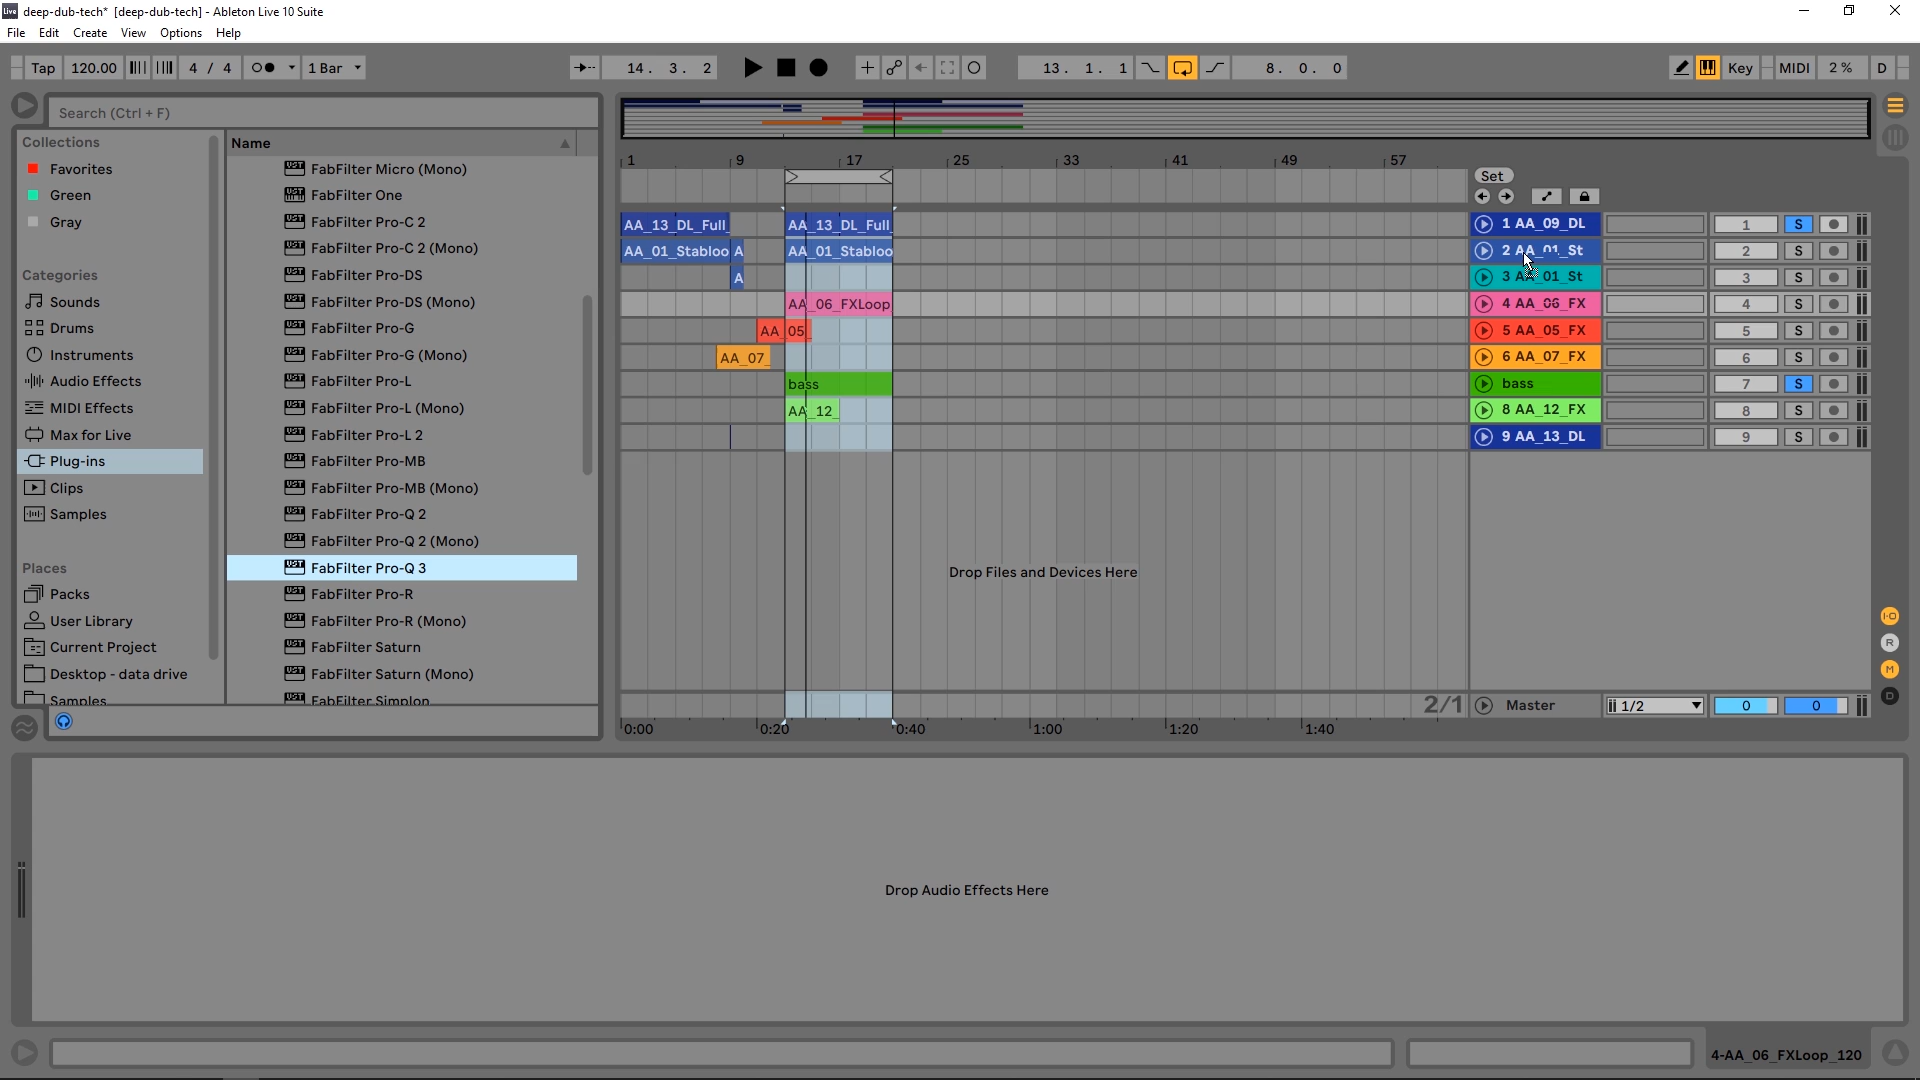 Live deep-dub-tech* [deep-dub-tech] - Ableton Live 10 Suite
File Edit Create View Options Help
Tap 120.00 4 / 4 1 Bar 14. 3. 2 13. 1. 1 8. 0. 0 Key MIDI 2 % D
Search (Ctrl + F)
Collections
Favorites
Green
Gray
Categories
Sounds
Drums
Instruments
Audio Effects
MIDI Effects
Max for Live
Plug-ins
Clips
Samples
Places
Packs
User Library
Current Project
Desktop - data drive
Samples
Name
FabFilter Micro (Mono)
FabFilter One
FabFilter Pro-C 2
FabFilter Pro-C 2 (Mono)
FabFilter Pro-DS
FabFilter Pro-DS (Mono)
FabFilter Pro-G
FabFilter Pro-G (Mono)
FabFilter Pro-L
FabFilter Pro-L (Mono)
FabFilter Pro-L 2
FabFilter Pro-MB
FabFilter Pro-MB (Mono)
FabFilter Pro-Q 2
FabFilter Pro-Q 2 (Mono)
FabFilter Pro-Q 3
FabFilter Pro-R
FabFilter Pro-R (Mono)
FabFilter Saturn
FabFilter Saturn (Mono)
FabFilter Simplon
1 9 17 25 33 41 49 57
Set
AA_13_DL_Full_ AA_13_DL_Full_ 1 AA_09_DL 1 S
AA_01_Stabloo A AA_01_Stabloo 2 AA_01_St 2 S
A 3 AA_01_St 3 S
AA_06_FXLoop 4 AA_06_FX 4 S
AA_05_ 5 AA_05_FX 5 S
AA_07_ 6 AA_07_FX 6 S
bass bass 7 S
AA_12_ 8 AA_12_FX 8 S
9 AA_13_DL 9 S
Drop Files and Devices Here
I·O
R
M
D
2/1 Master 1/2 0 0
0:00 0:20 0:40 1:00 1:20 1:40
Drop Audio Effects Here
4-AA_06_FXLoop_120